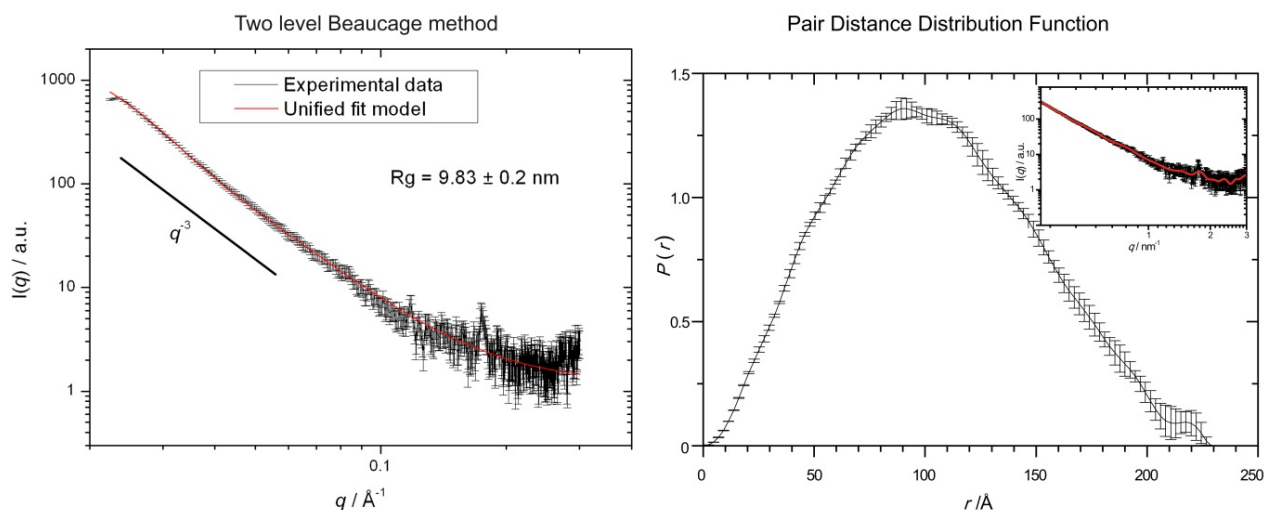 Two level Beaucage method
1000
100
10
1
I(q) / a.u.
Experimental data
Unified fit model
Rg = 9.83 ± 0.2 nm
q⁻³
0.1
q / Å⁻¹
Pair Distance Distribution Function
1.5
1.0
0.5
0
P(r)
0
50
100
150
200
250
r /Å
100
10
1
I(q) / a.u.
1
2
3
q / nm⁻¹